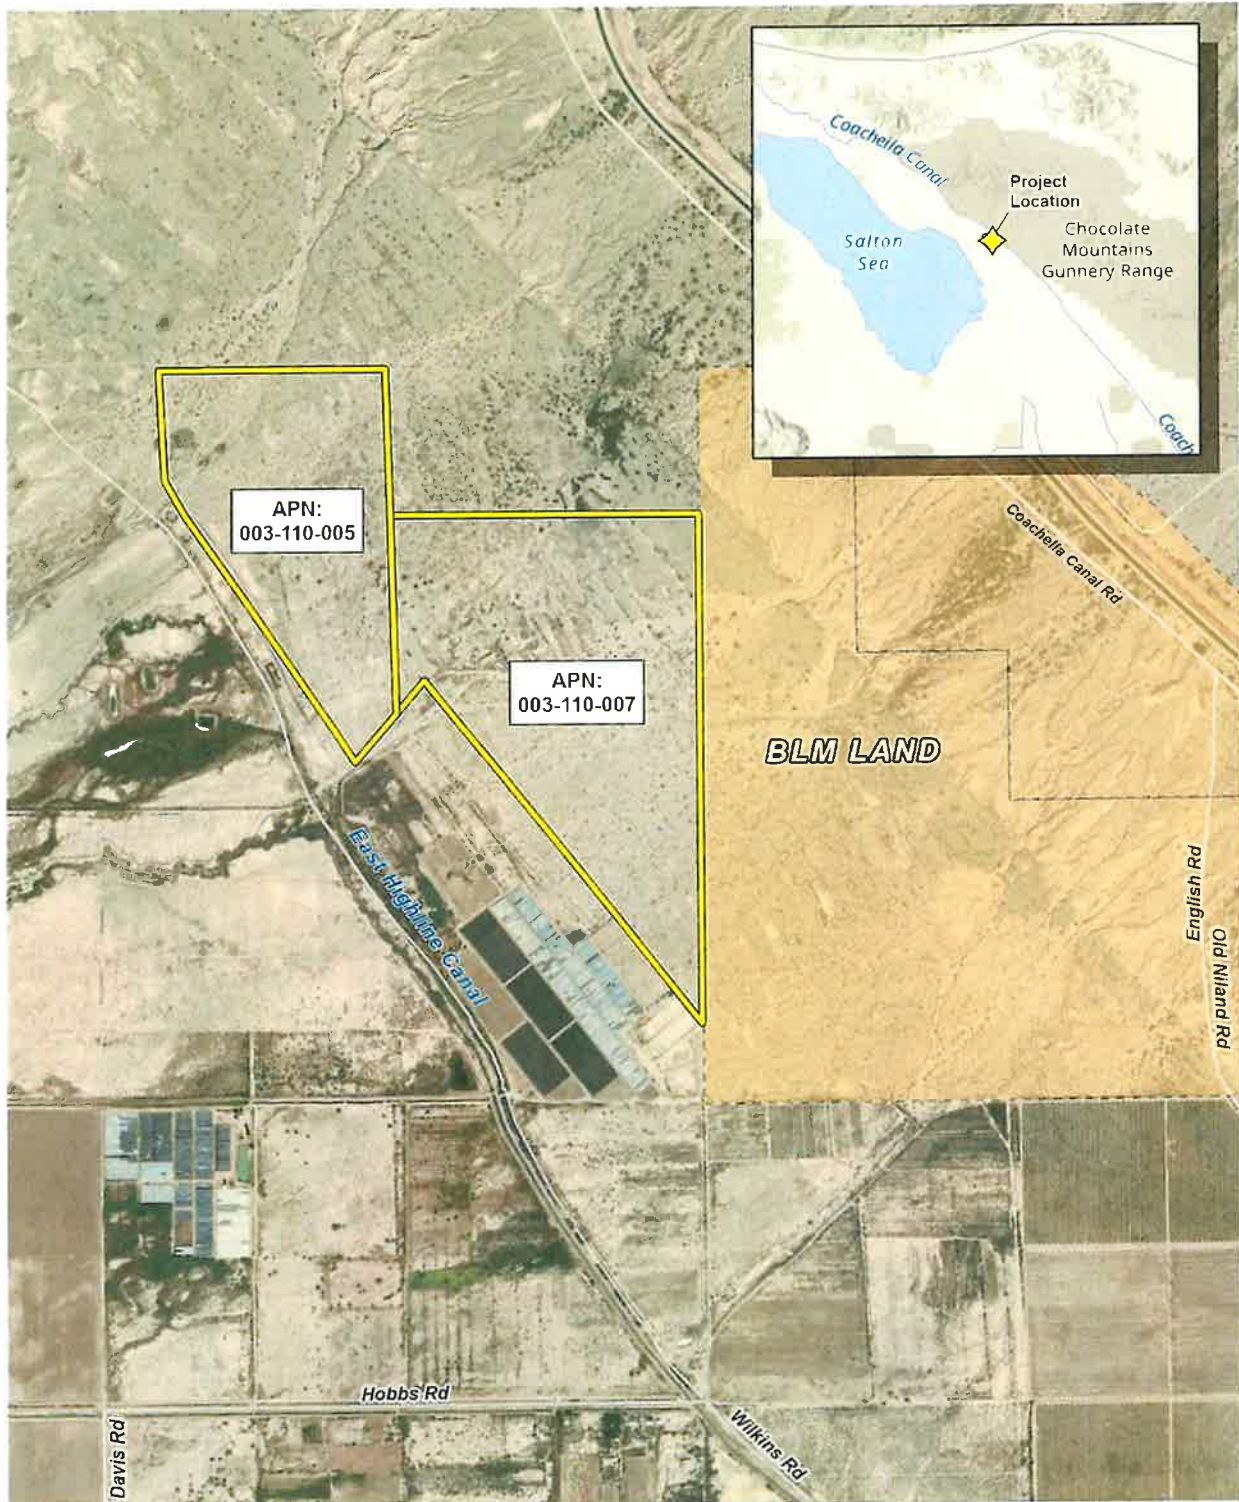 Coachella Canal
Project
Location
Chocolate
Mountains
Gunnery Range
Salton
Sea
Coach
APN:
003-110-005
Coachella Canal Rd
APN:
003-110-007
BLM LAND
East Highline Canal
English Rd
Old Niland Rd
Hobbs Rd
Davis Rd
Wilkins Rd